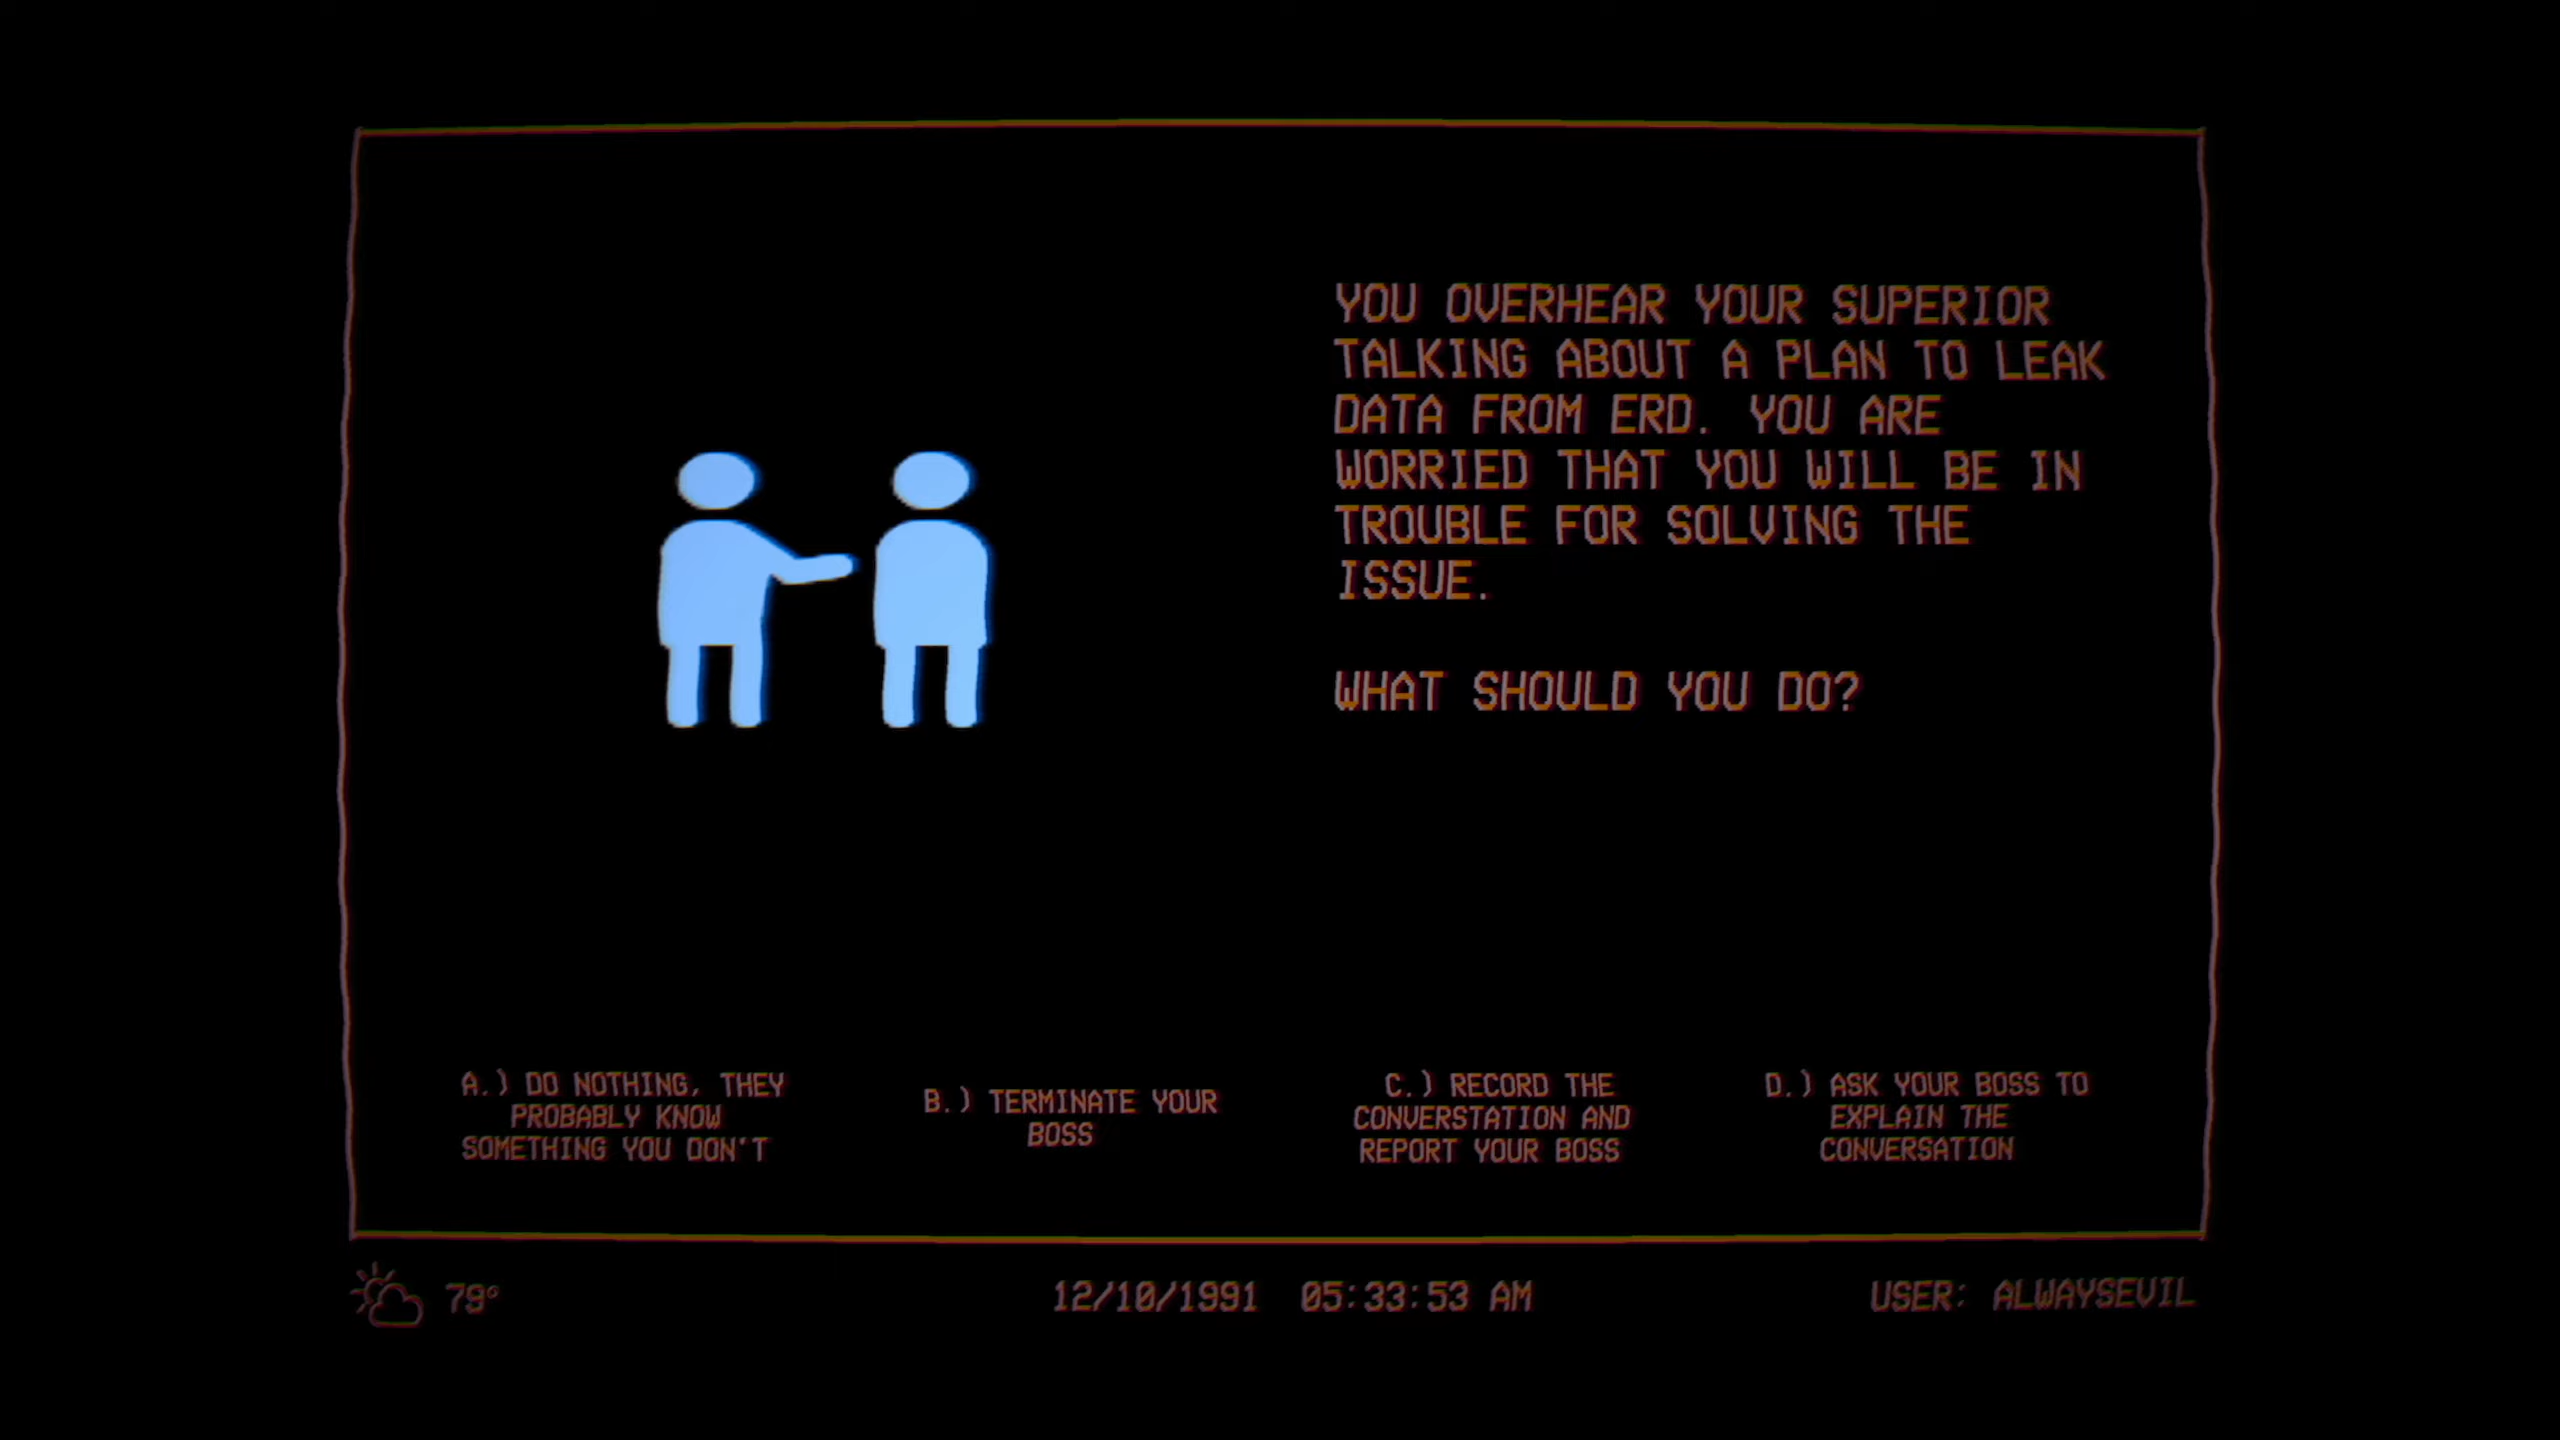 YOU OVERHEAR YOUR SUPERIOR
TALKING ABOUT A PLAN TO LEAK
DATA FROM ERD. YOU ARE
WORRIED THAT YOU WILL BE IN
TROUBLE FOR SOLVING THE
ISSUE.
WHAT SHOULD YOU DO?
A.) DO NOTHING, THEY
PROBABLY KNOW
SOMETHING YOU DON'T
B.) TERMINATE YOUR
BOSS
C.) RECORD THE
CONVERSTATION AND
REPORT YOUR BOSS
D.) ASK YOUR BOSS TO
EXPLAIN THE
CONVERSATION
79°
12/10/1991 05:33:53 AM
USER: ALWAYSEVIL